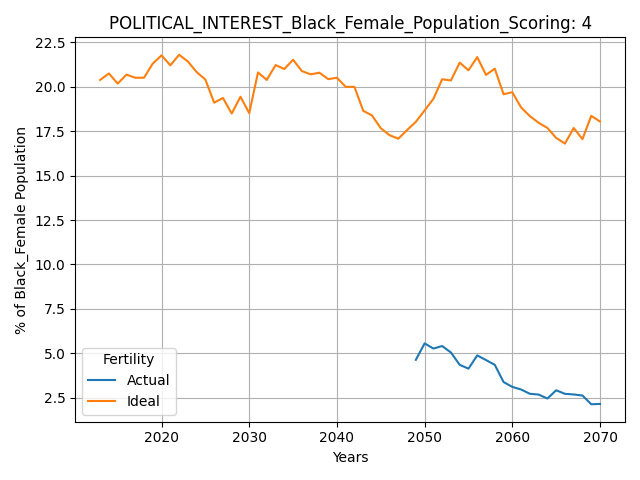 POLITICAL_INTEREST_Black_Female_Population_Scoring: 4
% of Black_Female Population
22.5
20.0
17.5
15.0
12.5
10.0
7.5
5.0
2.5
Fertility
Actual
Ideal
2020 2030 2040 2050 2060 2070
Years